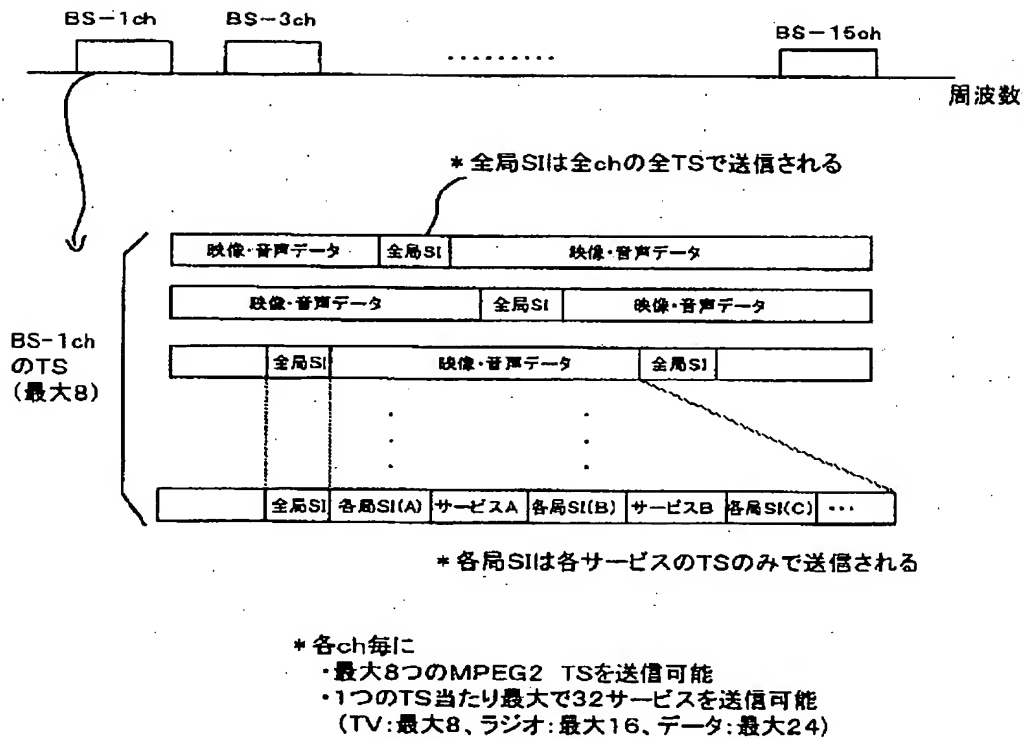 BS-1ch BS-3ch ・・・・・・・・・ BS-15ch
周波数
*全局SIは全chの全TSで送信される
映像・音声データ 全局SI 映像・音声データ
映像・音声データ 全局SI 映像・音声データ
BS-1ch
のTS
(最大8)
全局SI 映像・音声データ 全局SI
全局SI 各局SI(A) サービスA 各局SI(B) サービスB 各局SI(C) ・・・
*各局SIは各サービスのTSのみで送信される
*各ch毎に
・最大8つのMPEG2 TSを送信可能
・1つのTS当たり最大で32サービスを送信可能
(TV:最大8、ラジオ:最大16、データ:最大24)